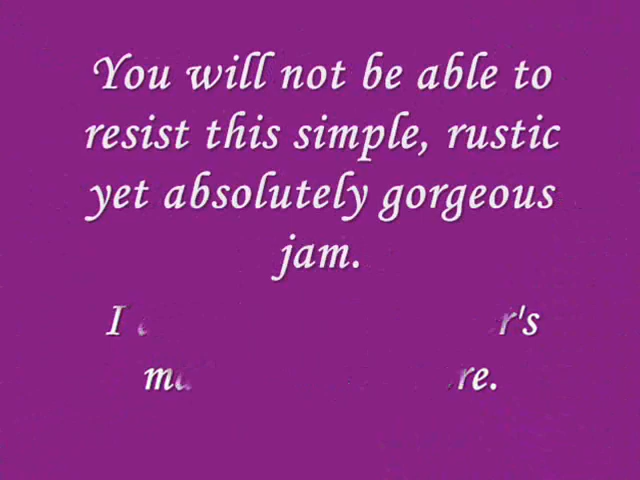 You will not be able to
resist this simple, rustic
yet absolutely gorgeous
jam.
I